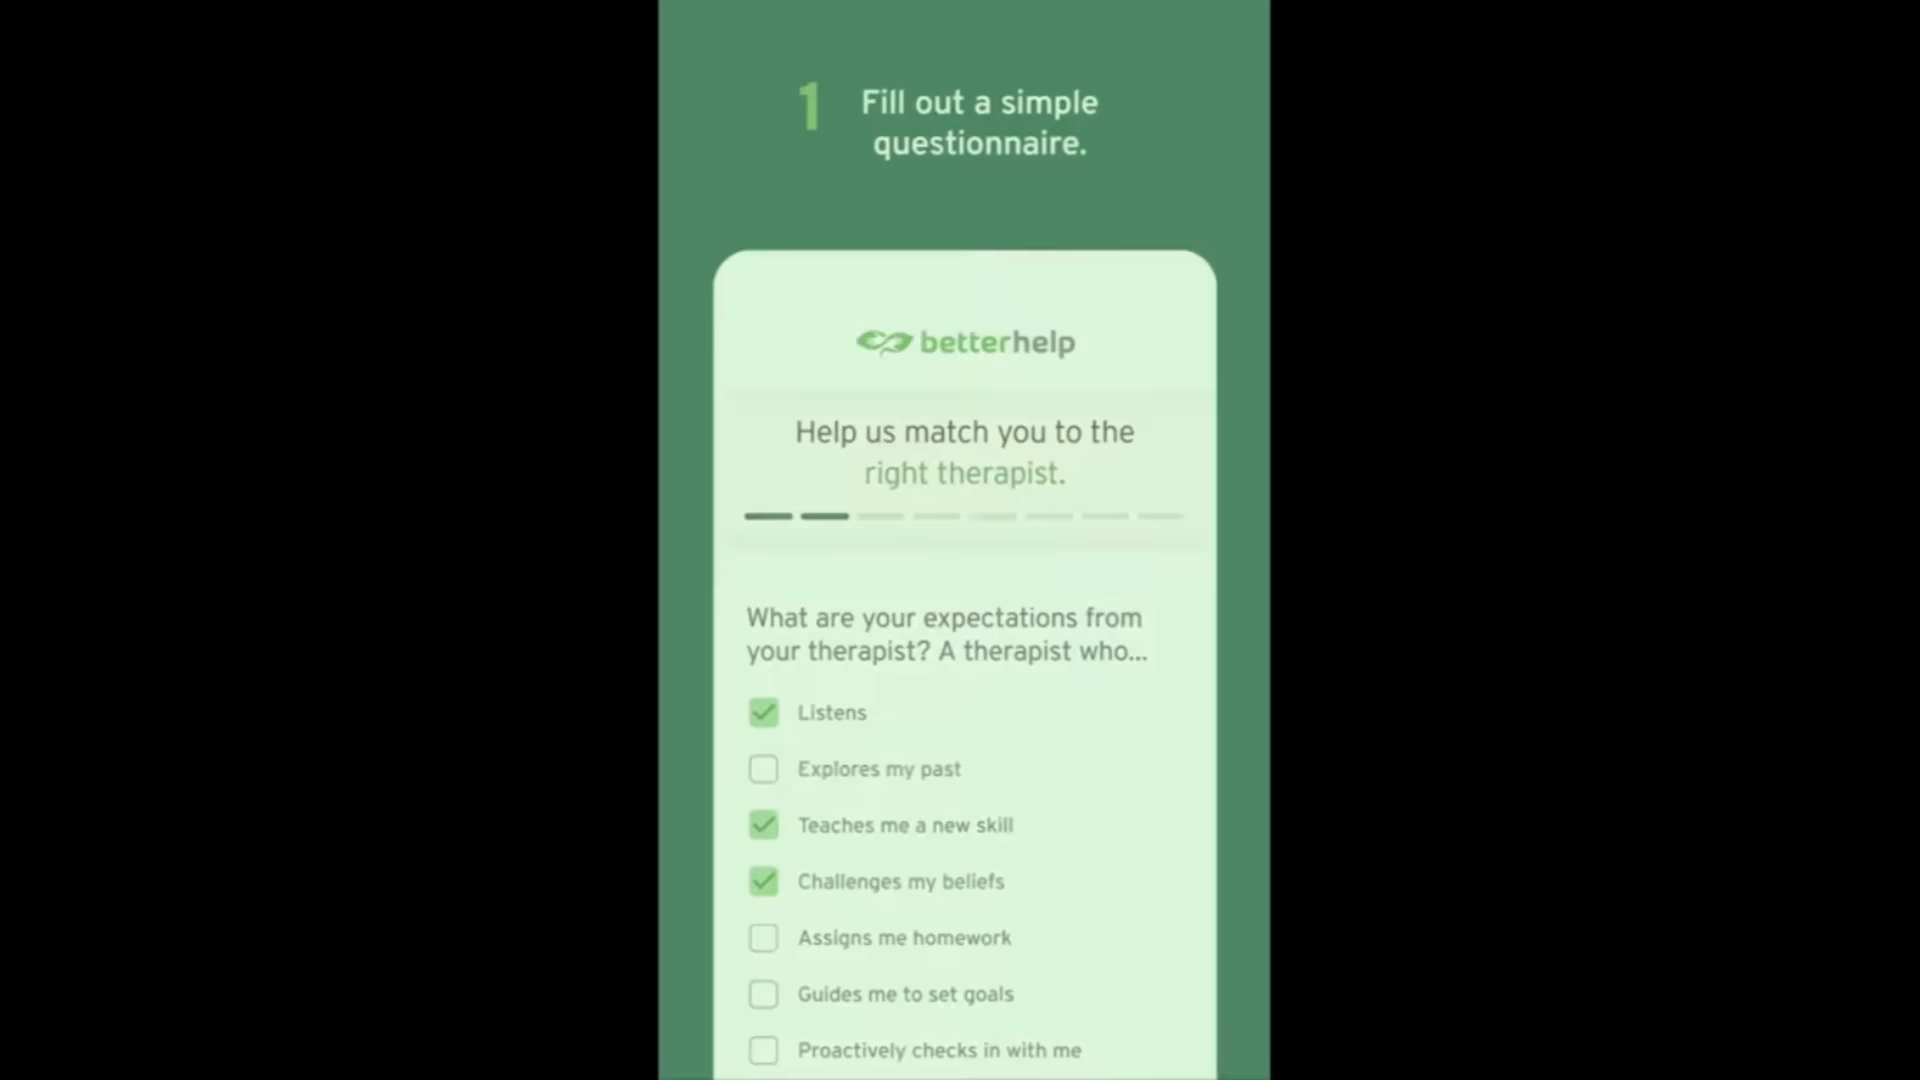 1 Fill out a simple
questionnaire.
betterhelp
Help us match you to the
right therapist.
What are your expectations from
your therapist? A therapist who...
Listens
Explores my past
Teaches me a new skill
Challenges my beliefs
Assigns me homework
Guides me to set goals
Proactively checks in with me